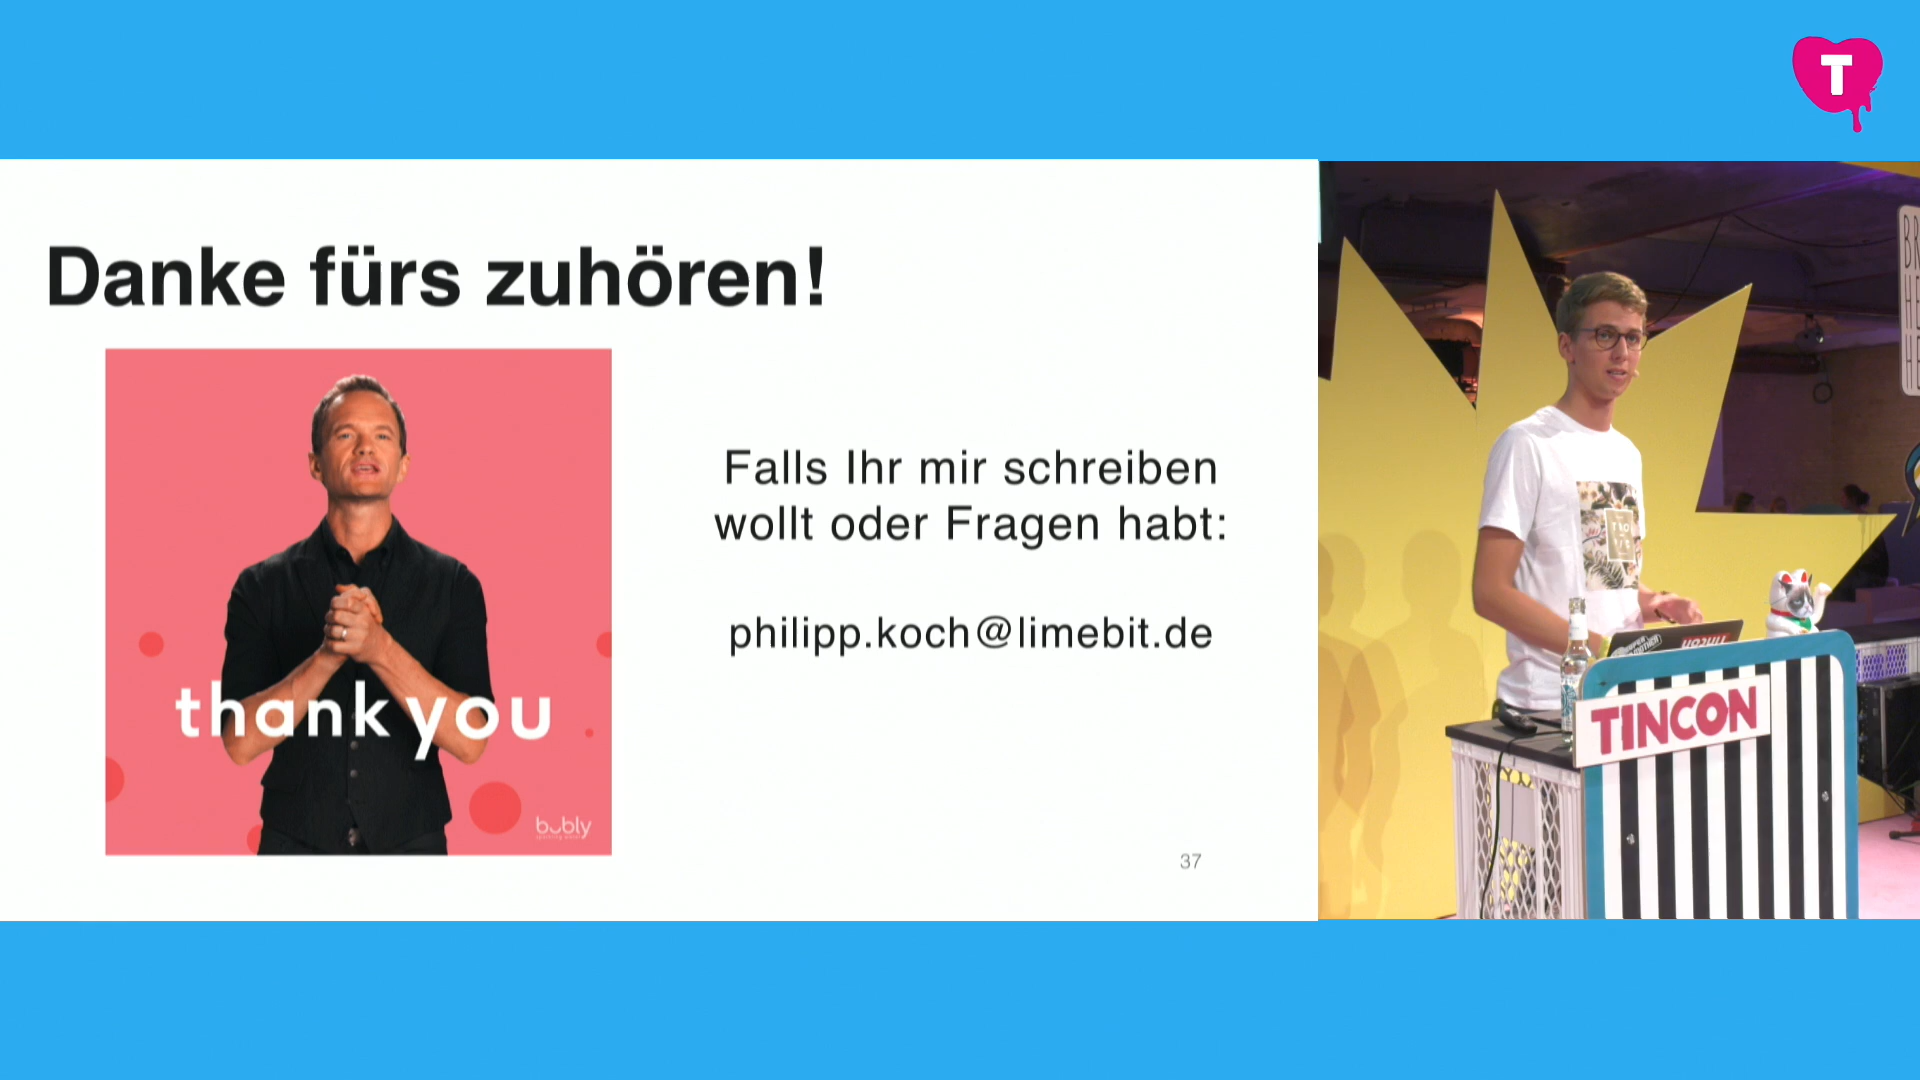 T
Danke fürs zuhören!
thank you
bubly
Falls Ihr mir schreiben
wollt oder Fragen habt:
philipp.koch@limebit.de
37
TINCON